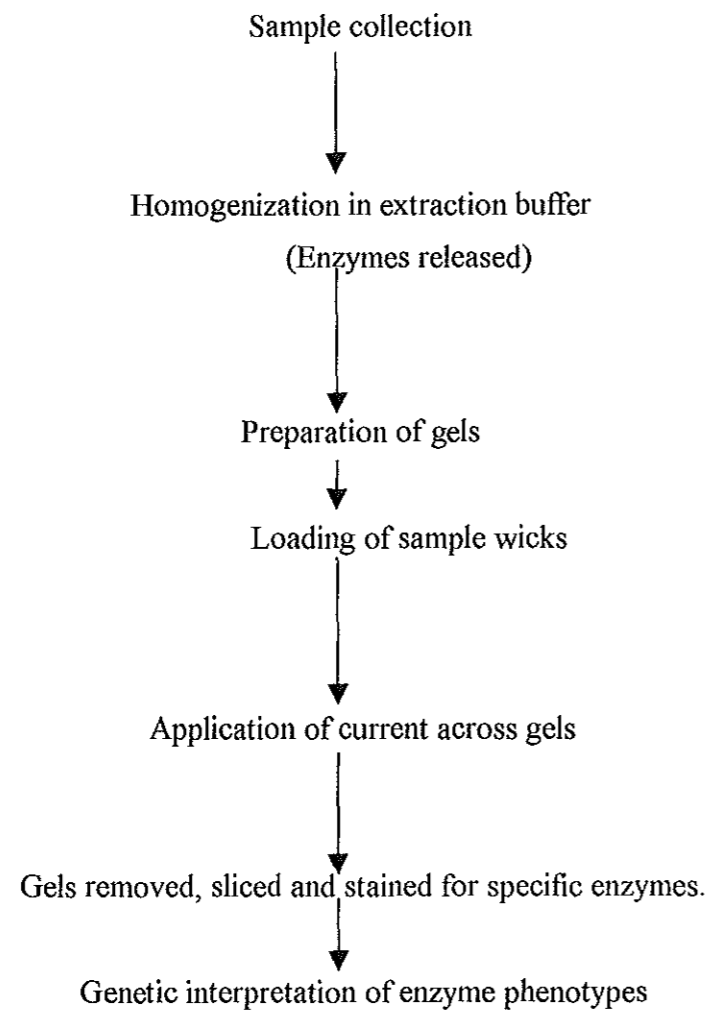 Sample collection
Homogenization in extraction buffer
(Enzymes released)
Preparation of gels
Loading of sample wicks
Application of current across gels
Gels removed, sliced and stained for specific enzymes.
Genetic interpretation of enzyme phenotypes